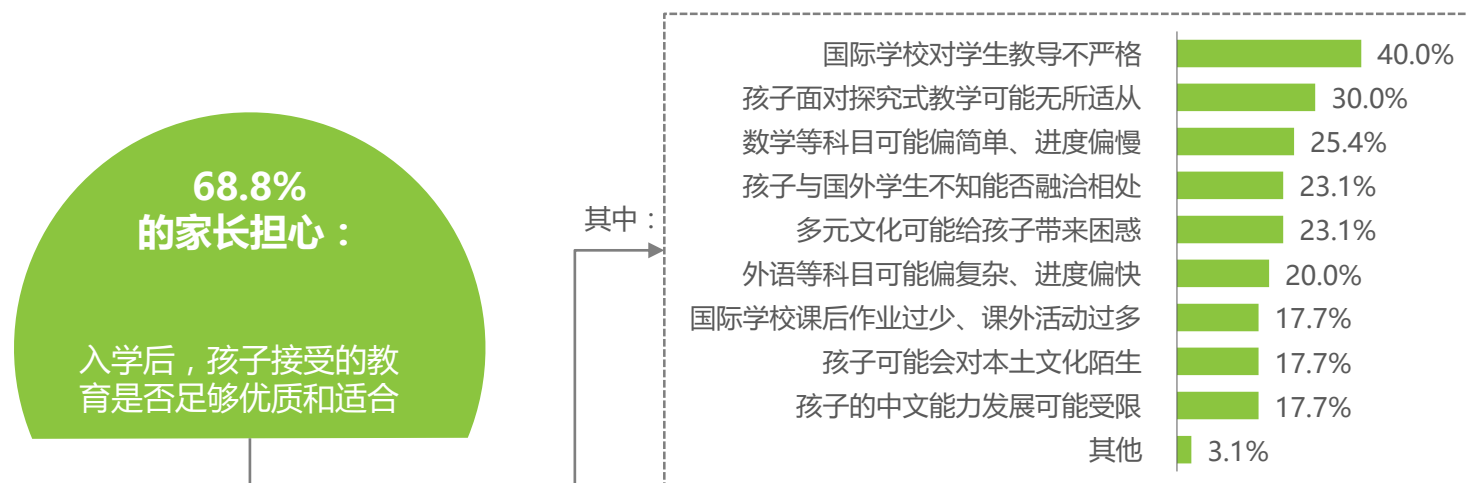 68.8%
的家长担心：
入学后，孩子接受的教
育是否足够优质和适合
其中：
国际学校对学生教导不严格 40.0%
孩子面对探究式教学可能无所适从 30.0%
数学等科目可能偏简单、进度偏慢 25.4%
孩子与国外学生不知能否融洽相处 23.1%
多元文化可能给孩子带来困惑 23.1%
外语等科目可能偏复杂、进度偏快 20.0%
国际学校课后作业过少、课外活动过多 17.7%
孩子可能会对本土文化陌生 17.7%
孩子的中文能力发展可能受限 17.7%
其他 3.1%